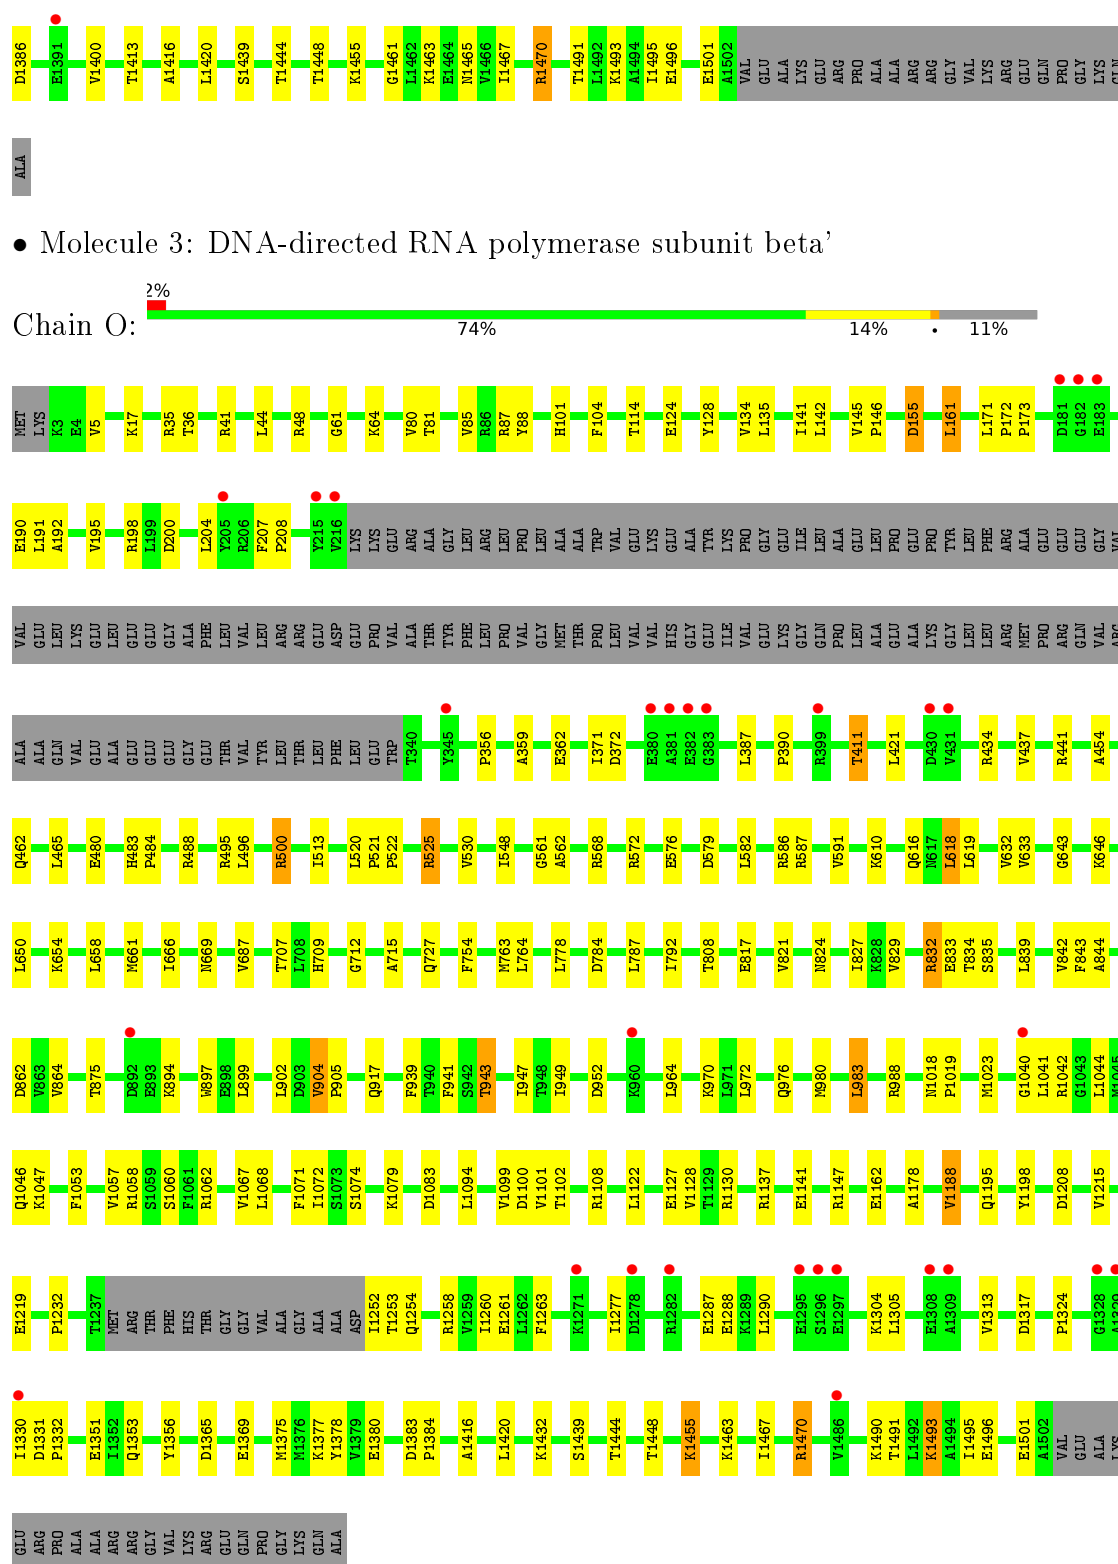 D1386 E1391 V1400 T1413 A1416 L1420 S1439 T1444 T1448 K1455 G1461 L1462 K1463 E1464 N1465 V1466 I1467 R1470 T1491 L1492 K1493 A1494 I1495 E1496 E1501 A1502 VAL GLU ALA LYS GLU ARG PRO ALA ALA ARG ARG GLY VAL LYS ARG GLU GLN PRO GLY LYS GLN
ALA
• Molecule 3: DNA-directed RNA polymerase subunit beta'
2%
Chain O:
74% 14% • 11%
MET LYS K3 E4 V5 K17 R35 T36 R41 L44 R48 G61 K64 V80 T81 V85 R86 R87 Y88 H101 F104 T114 E124 Y128 V134 L135 I141 L142 V145 P146 D155 L161 L171 P172 P173 D181 G182 E183
E190 L191 A192 V195 R198 L199 D200 L204 Y205 R206 F207 P208 Y215 V216 LYS LYS GLU ARG ALA GLY LEU ARG LEU PRO LEU ALA ALA TRP VAL GLU LYS GLU ALA TYR LYS PRO GLY GLU ILE LEU ALA GLU LEU PRO GLU PRO TYR LEU PHE ARG ALA GLU GLU GLU GLY VAL
VAL GLU LEU LYS GLU LEU GLU GLU GLY ALA PHE LEU VAL LEU ARG ARG GLU ASP GLU PRO VAL ALA THR TYR PHE LEU PRO VAL GLY MET THR PRO LEU VAL VAL HIS GLY GLU ILE VAL GLU LYS GLY GLN PRO LEU ALA GLU ALA LYS GLY LEU LEU ARG MET PRO ARG GLN VAL ARG
ALA ALA GLN VAL GLU ALA GLU GLU GLU GLY GLU THR VAL TYR LEU THR LEU PHE LEU GLU TRP T340 Y345 P356 A359 E362 I371 D372 E380 A381 E382 G383 L387 P390 R399 T411 L421 D430 V431 R434 V437 R441 A454
Q462 L465 E480 H483 P484 R488 R495 L496 R500 I513 L520 P521 P522 R525 V530 I548 G561 A562 R568 R572 E576 D579 L582 R586 R587 V591 K610 Q616 N617 L618 L619 V632 V633 G643 K646
L650 K654 L658 M661 I666 N669 V687 T707 L708 H709 G712 A715 Q727 F754 M763 L764 L778 D784 L787 I792 T808 E817 V821 N824 I827 K828 V829 R832 E833 T834 S835 L839 V842 F843 A844
D862 V863 V864 T875 D892 E893 K894 W897 E898 L899 L902 D903 V904 P905 Q917 F939 T940 F941 S942 T943 I947 T948 I949 D952 K960 L964 K970 L971 L972 Q976 M980 L983 R988 N1018 P1019 M1023 G1040 L1041 R1042 G1043 L1044 M1045
Q1046 K1047 F1053 V1057 R1058 S1059 S1060 F1061 R1062 V1067 L1068 F1071 I1072 S1073 S1074 K1079 D1083 L1094 V1099 D1100 V1101 T1102 R1108 L1122 E1127 V1128 T1129 R1130 R1137 E1141 R1147 E1162 A1178 V1188 Q1195 Y1198 D1208 V1215
E1219 P1232 T1237 MET ARG THR PHE HIS THR GLY GLY VAL ALA GLY ALA ALA ASP I1252 T1253 Q1254 R1258 V1259 I1260 E1261 L1262 F1263 K1271 I1277 D1278 R1282 E1287 E1288 K1289 L1290 E1295 S1296 E1297 K1304 L1305 E1308 A1309 V1313 D1317 P1324 G1328 A1329
I1330 D1331 P1332 E1351 I1352 Q1353 Y1356 D1365 E1369 M1375 M1376 K1377 Y1378 V1379 E1380 D1383 P1384 A1416 L1420 K1432 S1439 T1444 T1448 K1455 K1463 I1467 R1470 V1486 K1490 T1491 L1492 K1493 A1494 I1495 E1496 E1501 A1502 VAL GLU ALA LYS
GLU ARG PRO ALA ALA ARG ARG GLY VAL LYS ARG GLU GLN PRO GLY LYS GLN ALA